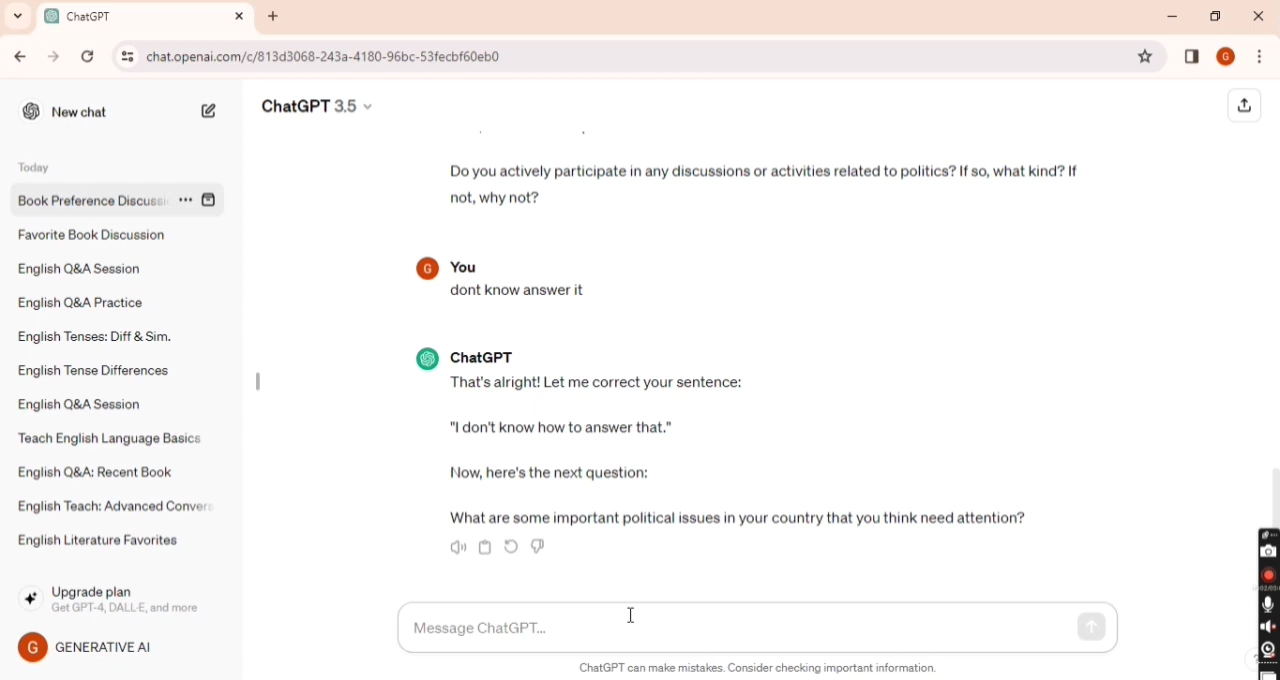 ChatGPT
chat.openai.com/c/813d3068-243a-4180-96bc-53fecbf60eb0
G
New chat
ChatGPT 3.5
Today
Book Preference Discussi
Favorite Book Discussion
English Q&A Session
English Q&A Practice
English Tenses: Diff & Sim.
English Tense Differences
English Q&A Session
Teach English Language Basics
English Q&A: Recent Book
English Teach: Advanced Convers
English Literature Favorites
Upgrade plan
Get GPT-4, DALL·E, and more
G GENERATIVE AI
Do you actively participate in any discussions or activities related to politics? If so, what kind? If
not, why not?
G You
dont know answer it
ChatGPT
That's alright! Let me correct your sentence:
"I don't know how to answer that."
Now, here's the next question:
What are some important political issues in your country that you think need attention?
Message ChatGPT...
ChatGPT can make mistakes. Consider checking important information.